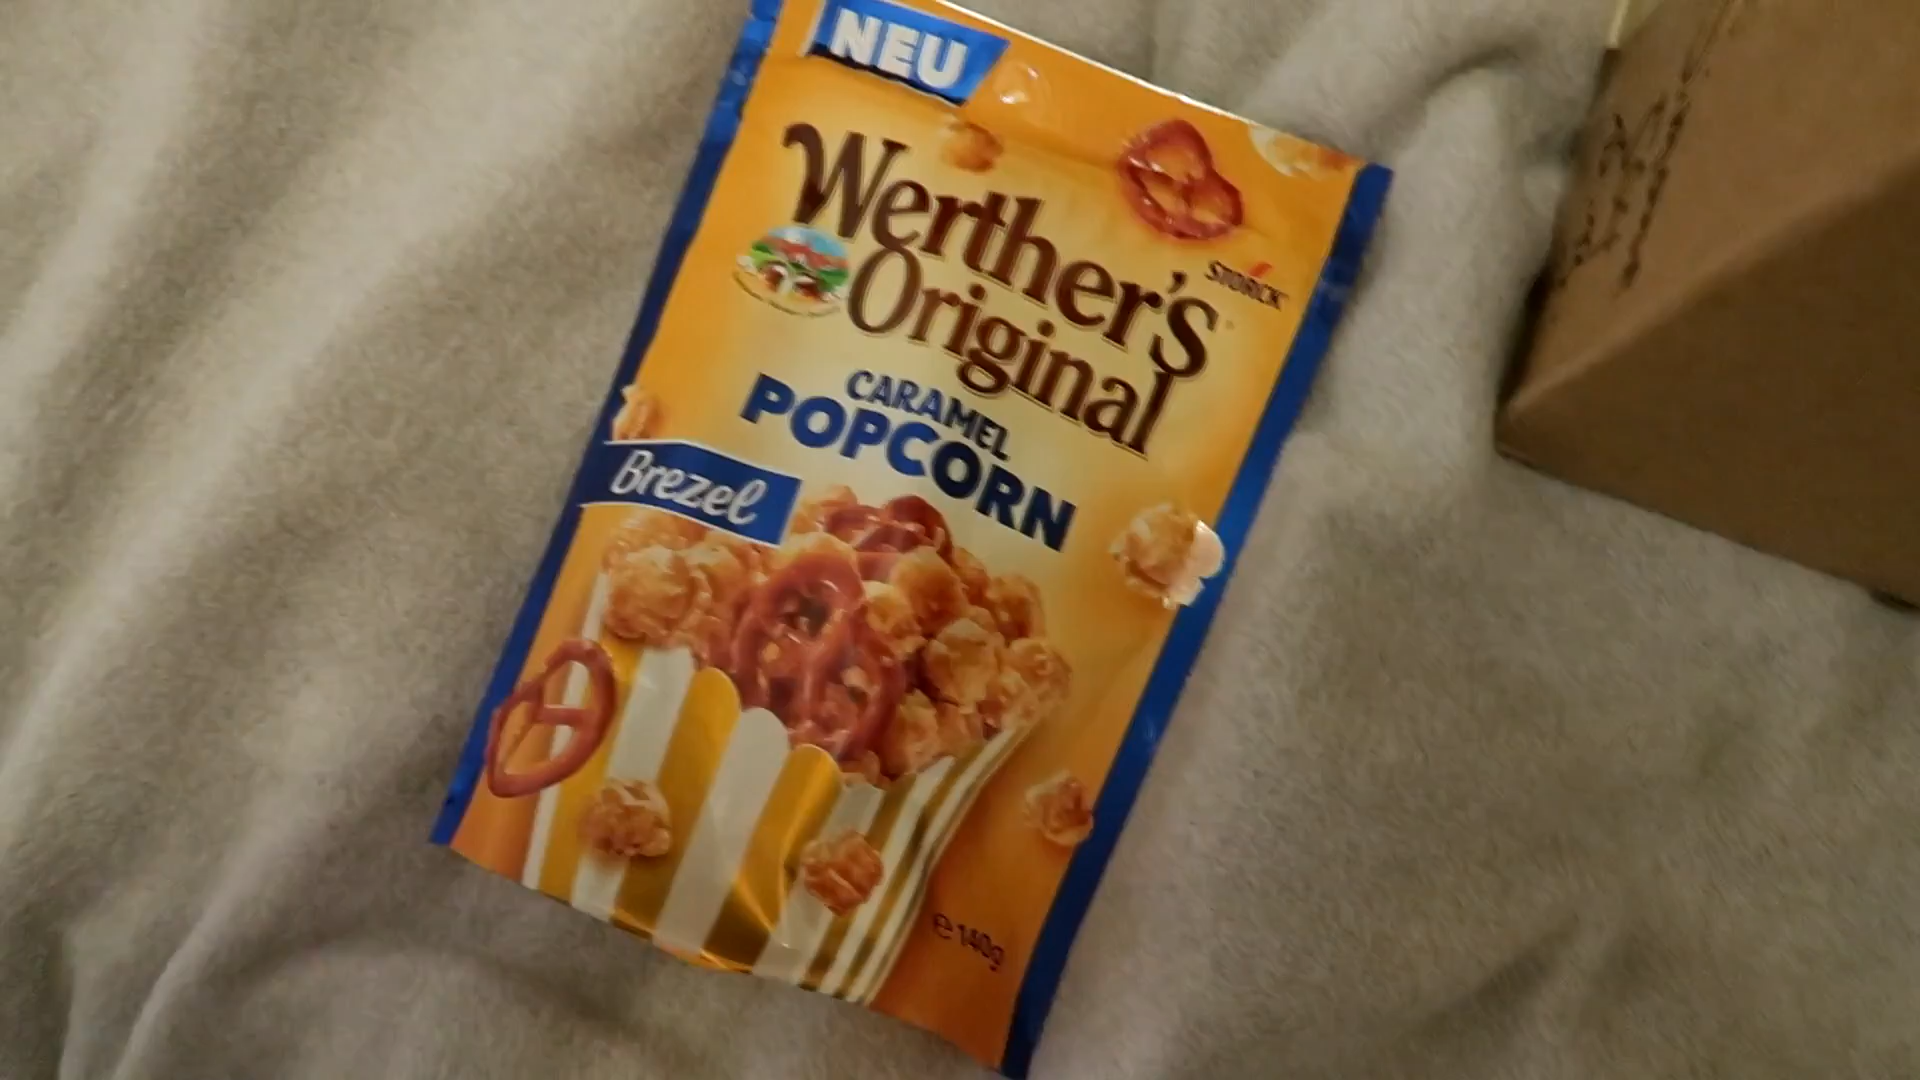 NEU
Werther's
Original
STORCK
CARAMEL
POPCORN
Brezel
℮ 140g